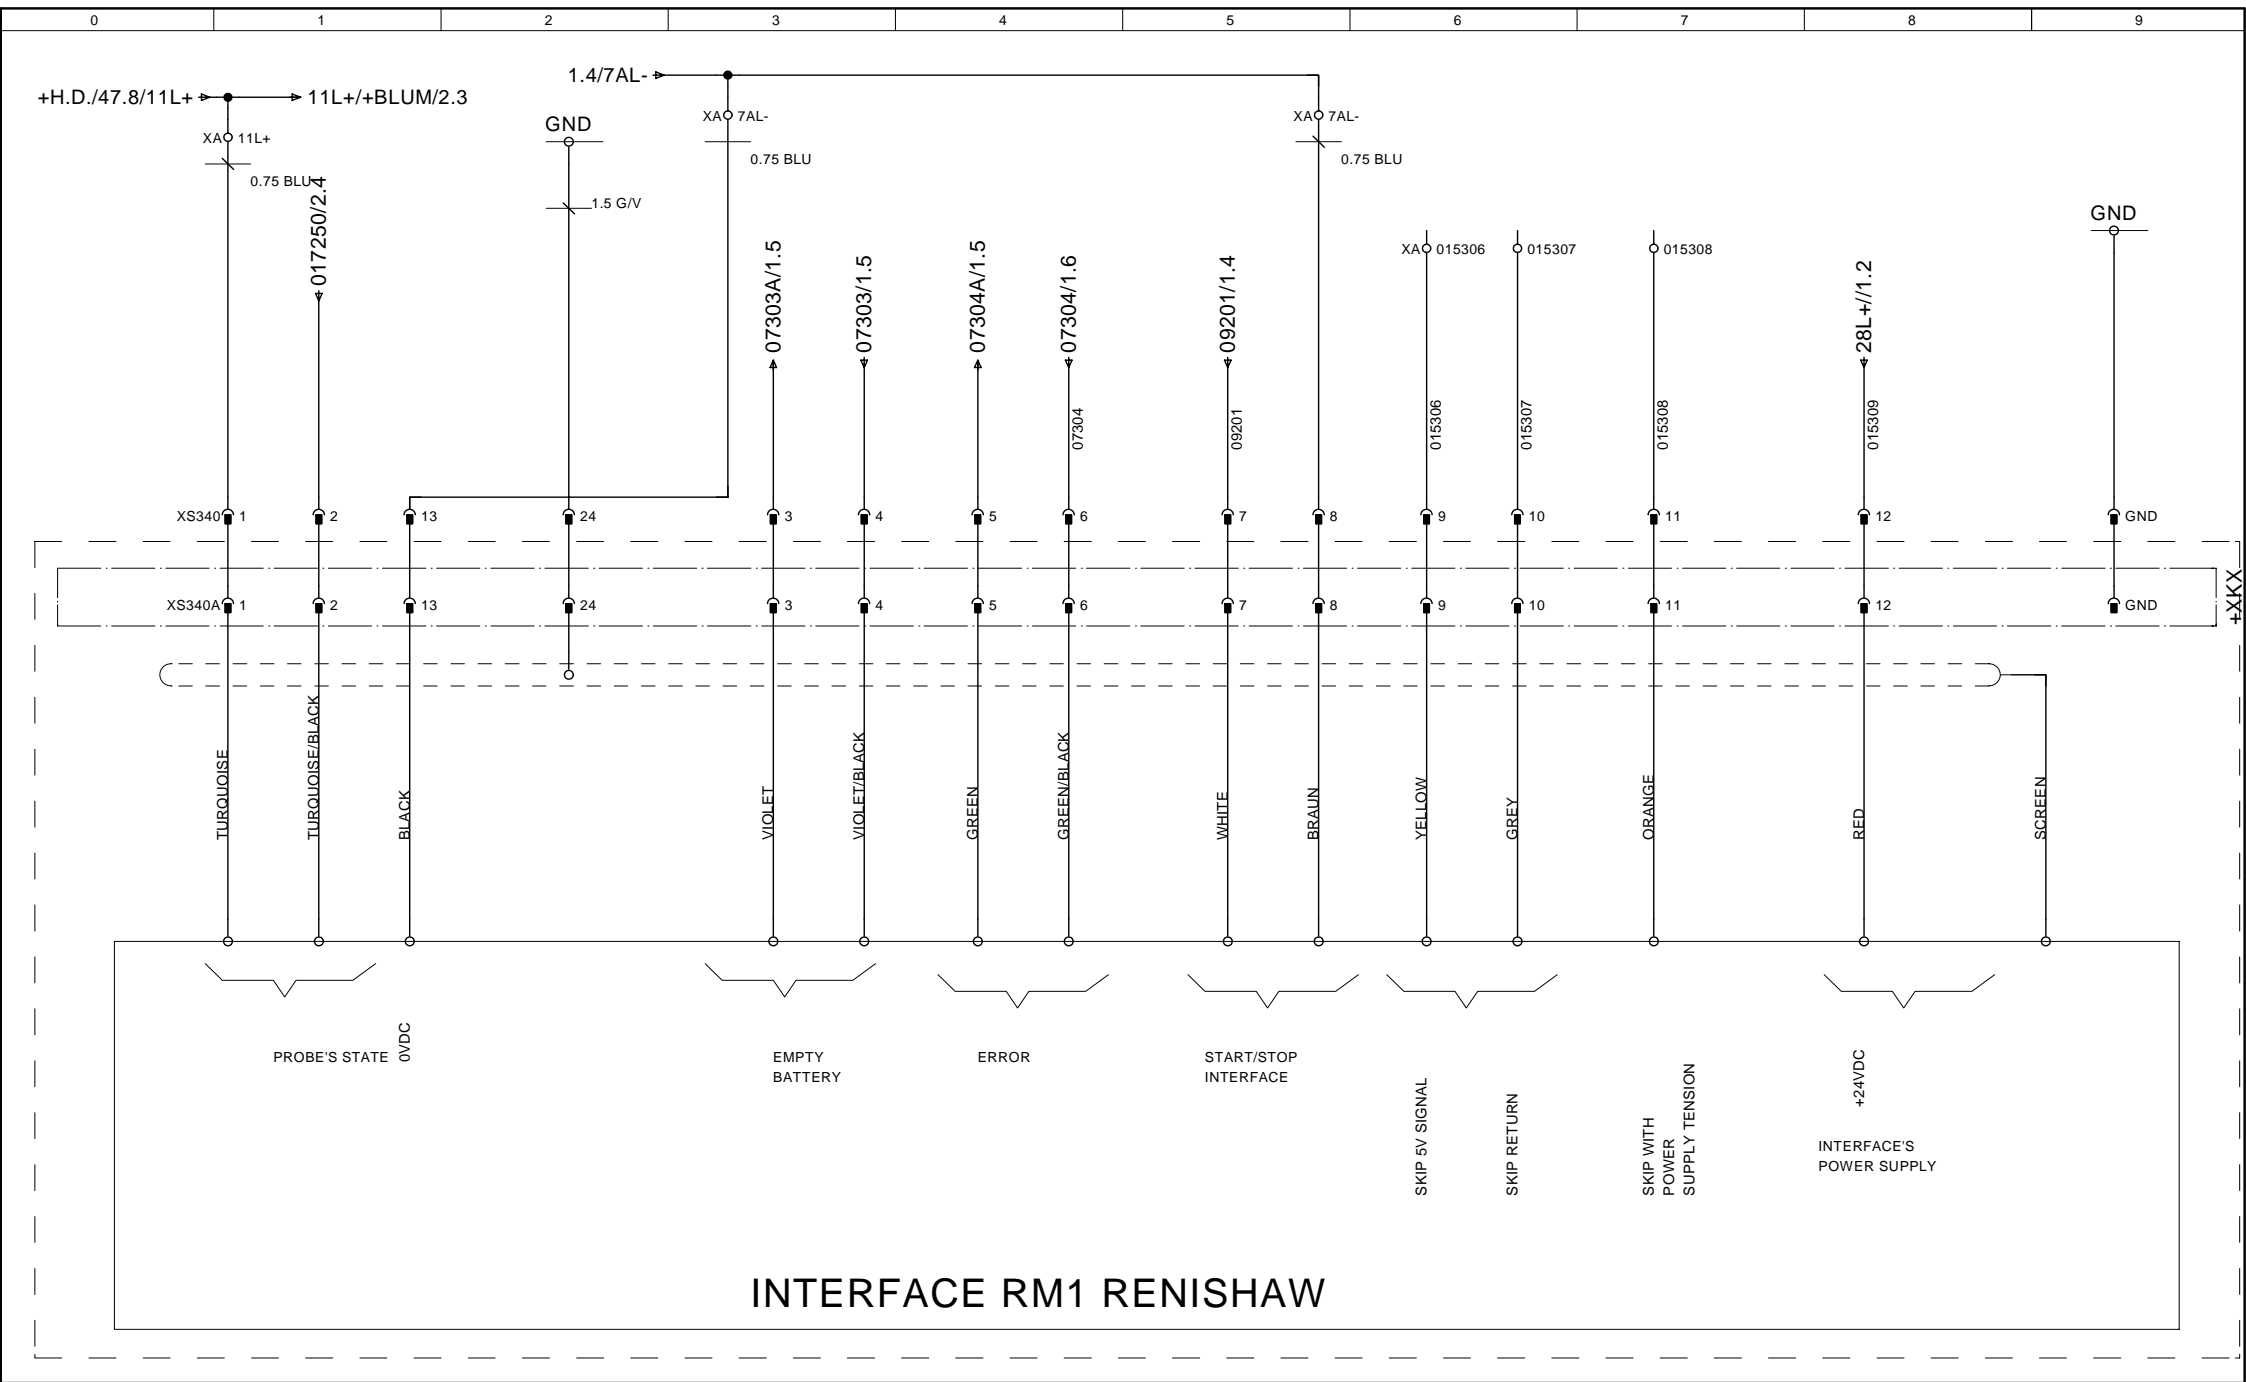 0 1 2 3 4 5 6 7 8 9
1.4/7AL-
+H.D./47.8/11L+ 11L+/+BLUM/2.3
XA 7AL- XA 7AL-
GND
XA 11L+
0.75 BLU 0.75 BLU
0.75 BLU
1.5 G/V
GND
017250/2.4
07303A/1.5
07303/1.5
07304A/1.5
07304/1.6
09201/1.4
XA 015306 015307 015308
28L+//1.2
07304
09201
015306
015307
015308
015309
XS340 1 2 13 24 3 4 5 6 7 8 9 10 11 12 GND
XS340A 1 2 13 24 3 4 5 6 7 8 9 10 11 12 GND
+XKX
TURQUOISE
TURQUOISE/BLACK
BLACK
VIOLET
VIOLET/BLACK
GREEN
GREEN/BLACK
WHITE
BRAUN
YELLOW
GREY
ORANGE
RED
SCREEN
PROBE'S STATE
0VDC
EMPTY
BATTERY
ERROR
START/STOP
INTERFACE
SKIP 5V SIGNAL
SKIP RETURN
SKIP WITH
POWER
SUPPLY TENSION
+24VDC
INTERFACE'S
POWER SUPPLY
INTERFACE RM1 RENISHAW